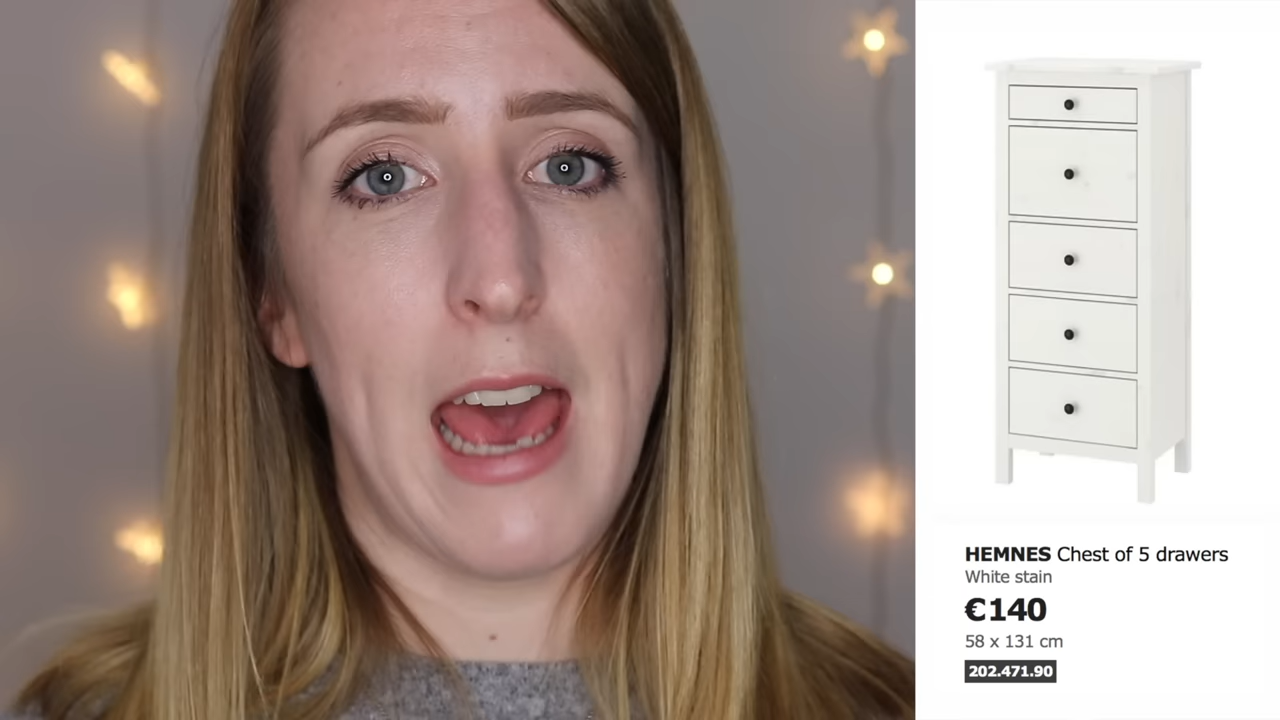 HEMNES Chest of 5 drawers
White stain
€140
58 x 131 cm
202.471.90